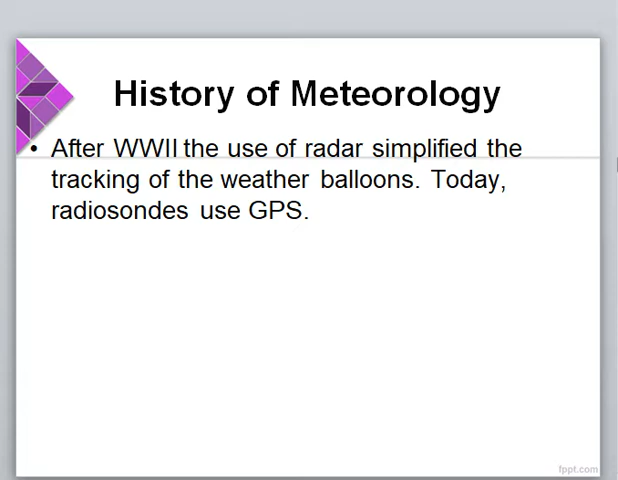 History of Meteorology
• After WWII the use of radar simplified the
tracking of the weather balloons. Today,
radiosondes use GPS.
fppt.com